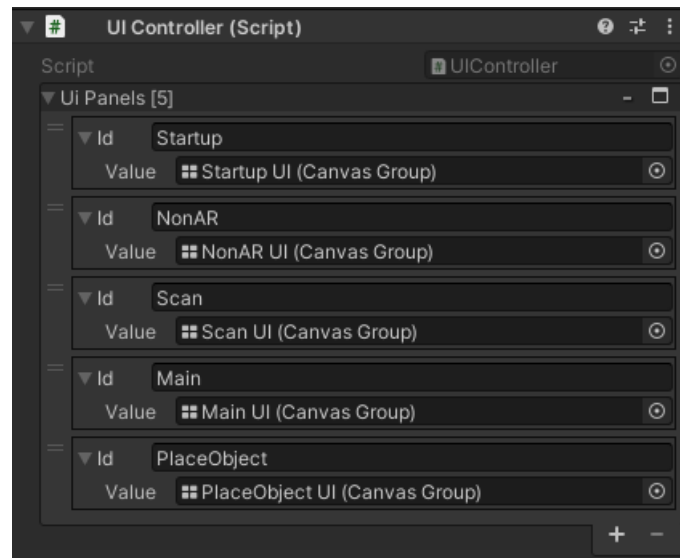 UI Controller (Script)
Script UIController
Ui Panels [5]
Id Startup
Value Startup UI (Canvas Group)
Id NonAR
Value NonAR UI (Canvas Group)
Id Scan
Value Scan UI (Canvas Group)
Id Main
Value Main UI (Canvas Group)
Id PlaceObject
Value PlaceObject UI (Canvas Group)